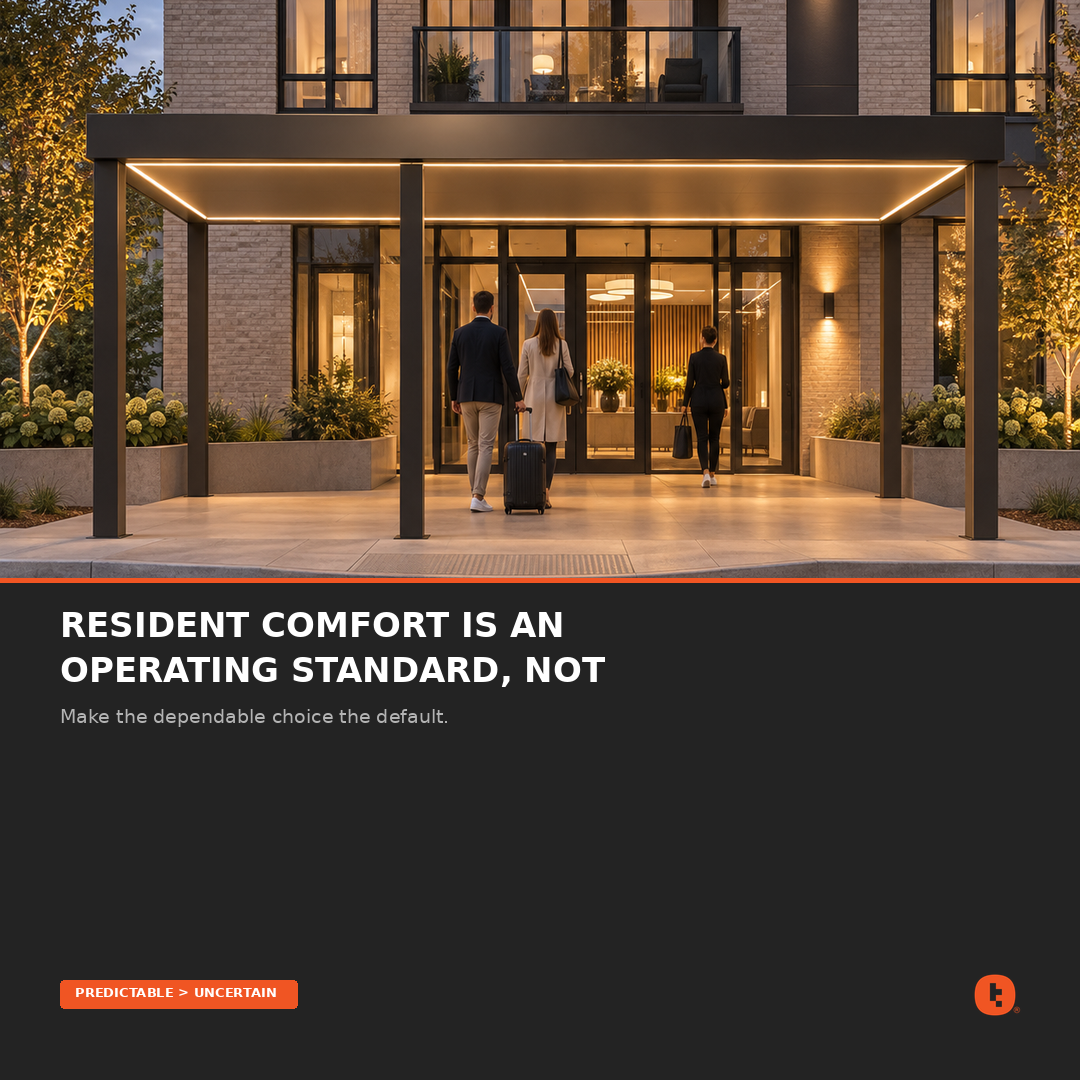 RESIDENT COMFORT IS AN
OPERATING STANDARD, NOT
Make the dependable choice the default.
PREDICTABLE > UNCERTAIN
t®